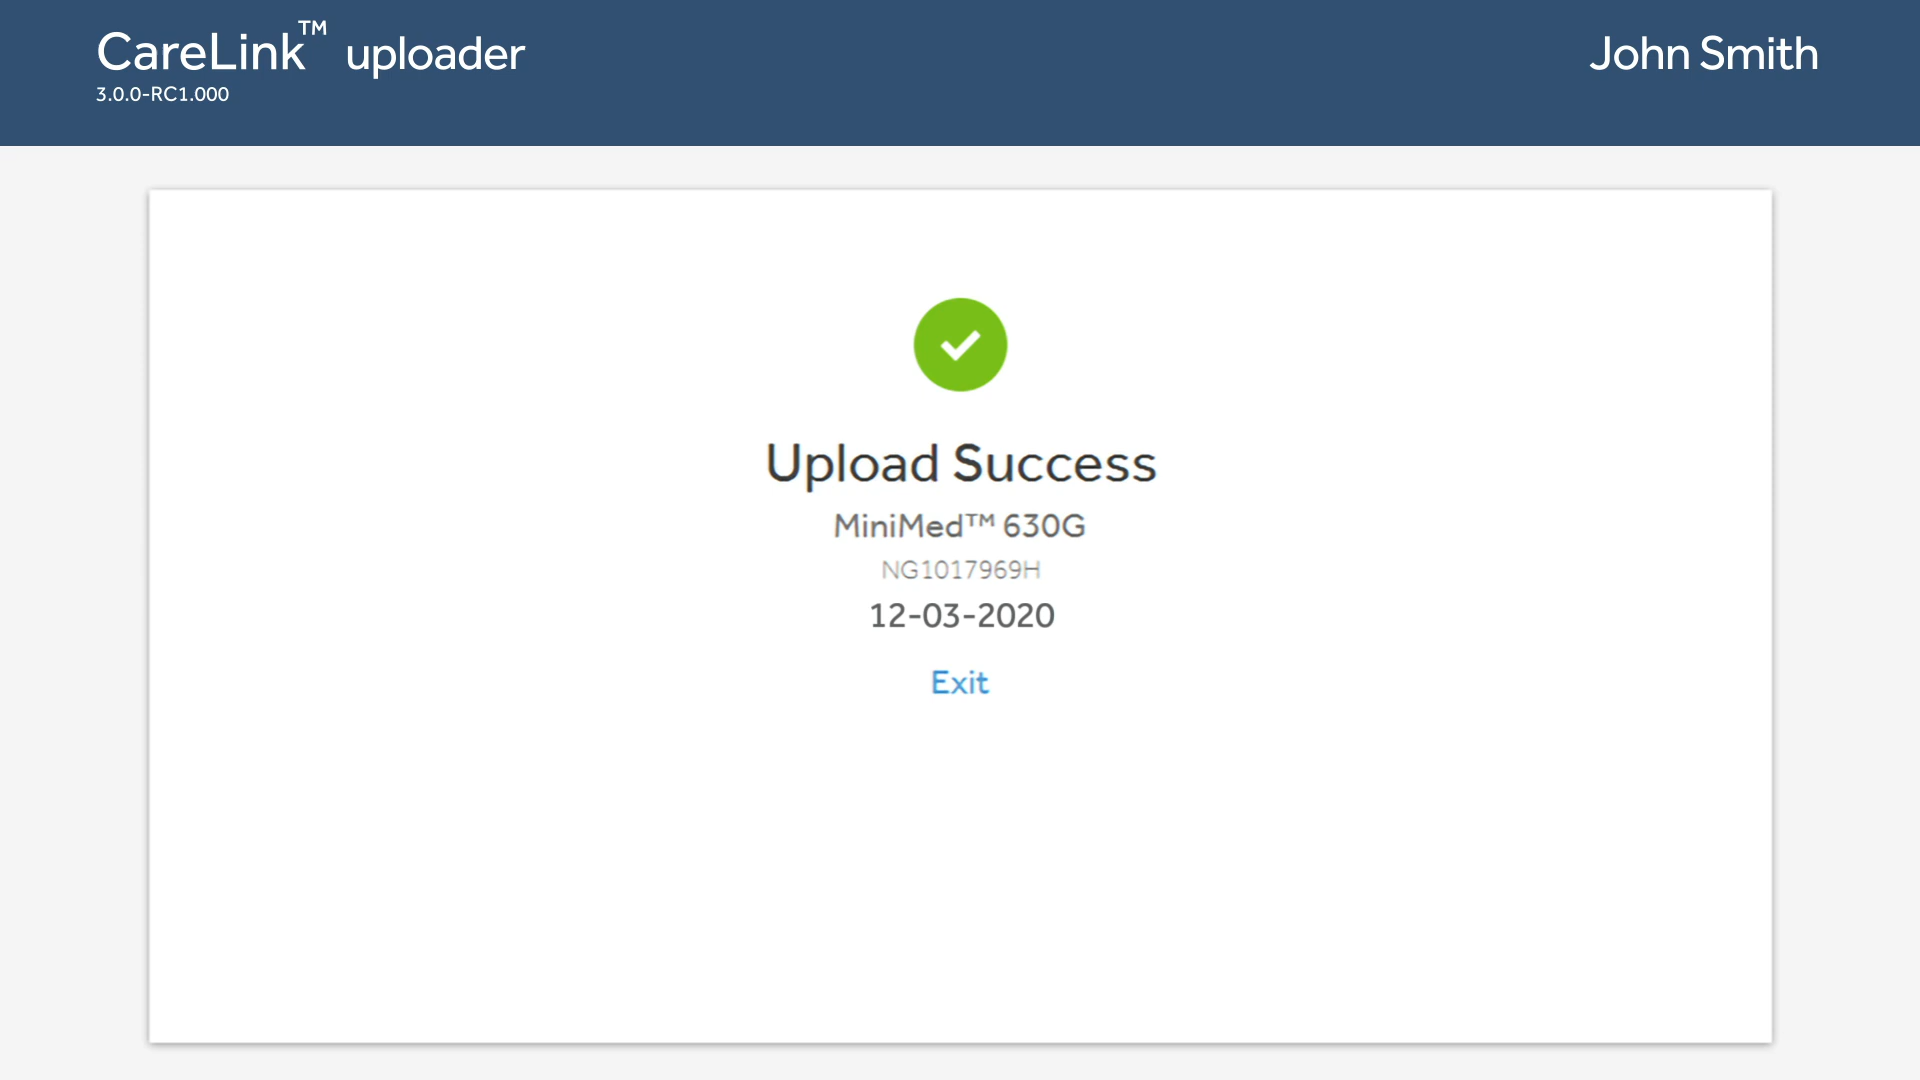 CareLink™ uploader
John Smith
3.0.0-RC1.000
Upload Success
MiniMed™ 630G
NG1017969H
12-03-2020
Exit